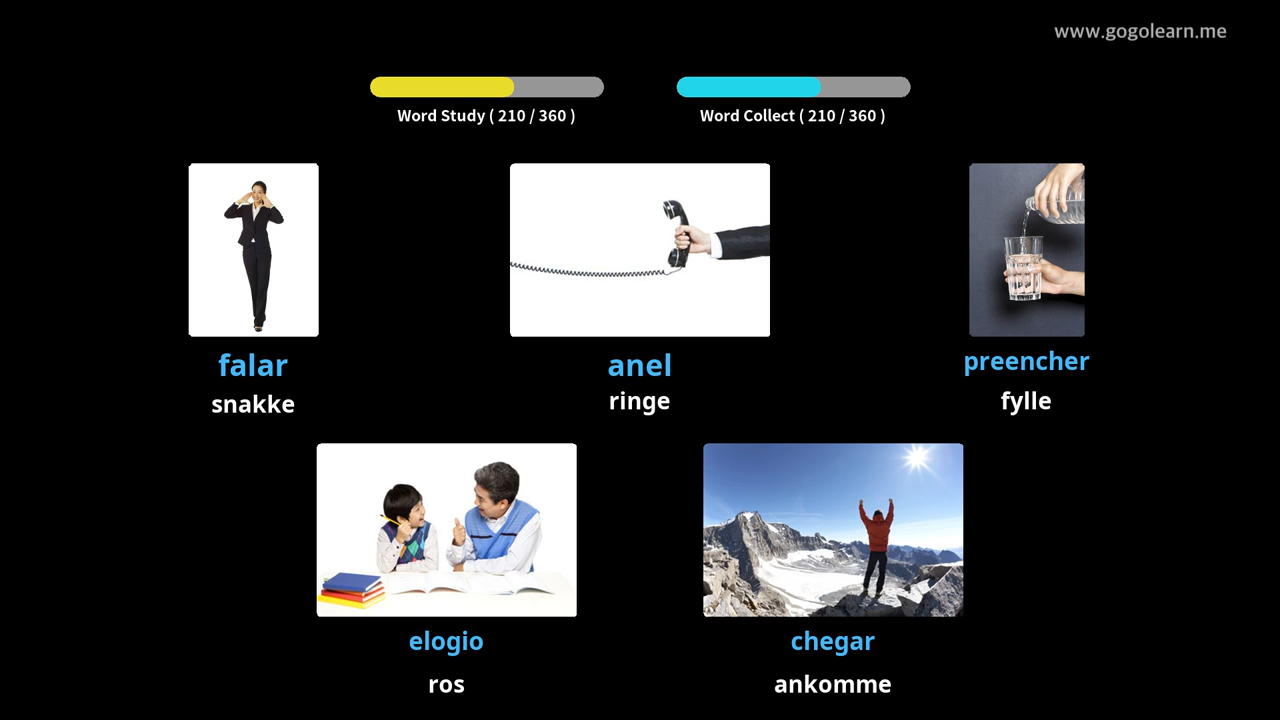 www.gogolearn.me
Word Study ( 210 / 360 )
Word Collect ( 210 / 360 )
falar
snakke
anel
ringe
preencher
fylle
elogio
ros
chegar
ankomme